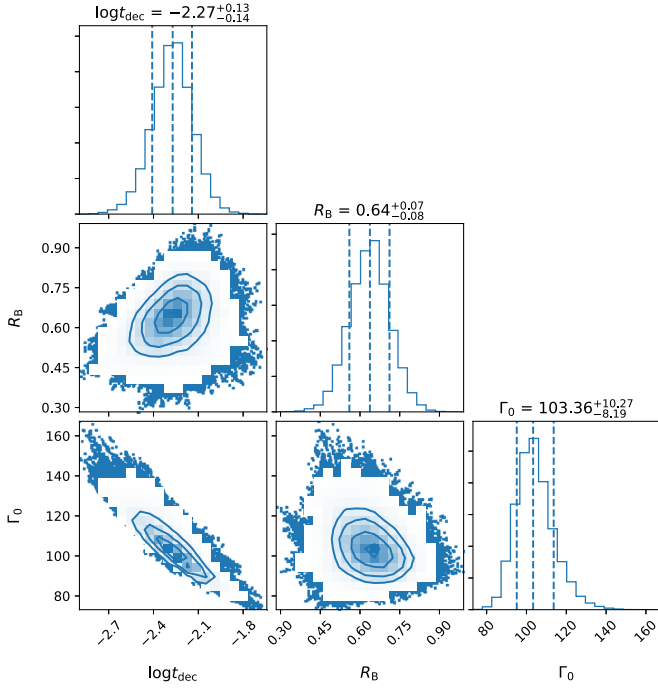 logt_dec = −2.27^{+0.13}_{−0.14}
R_B = 0.64^{+0.07}_{−0.08}
0.90
0.75
0.60
0.45
0.30
R_B
Γ_0 = 103.36^{+10.27}_{−8.19}
160
140
120
100
80
Γ_0
−2.7 −2.4 −2.1 −1.8
0.30 0.45 0.60 0.75 0.90
80 100 120 140 160
logt_dec R_B Γ_0